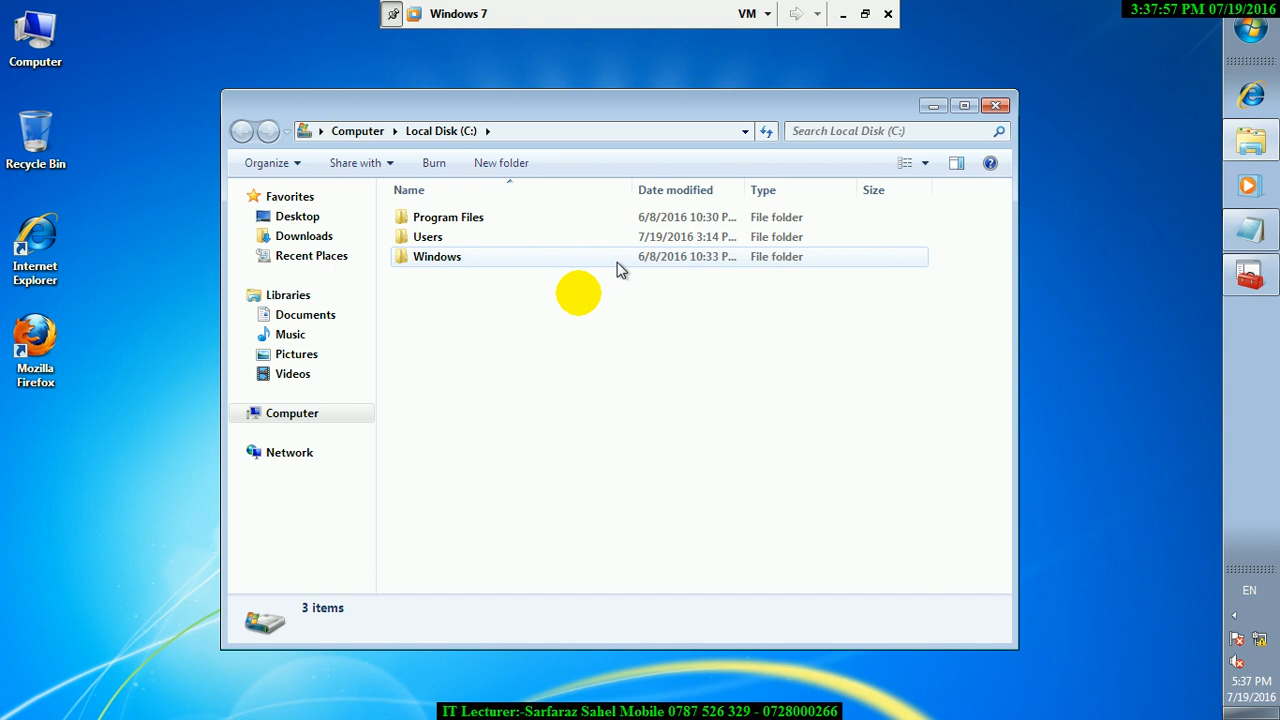 Windows 7
VM
3:37:57 PM 07/19/2016
Computer
Recycle Bin
Internet
Explorer
Mozilla
Firefox
Computer
Local Disk (C:)
Search Local Disk (C:)
Organize
Share with
Burn
New folder
Favorites
Desktop
Downloads
Recent Places
Libraries
Documents
Music
Pictures
Videos
Computer
Network
Name Date modified Type Size
Program Files 6/8/2016 10:30 P... File folder
Users 7/19/2016 3:14 P... File folder
Windows 6/8/2016 10:33 P... File folder
3 items
EN
5:37 PM
7/19/2016
IT Lecturer:-Sarfaraz Sahel Mobile 0787 526 329 - 0728000266